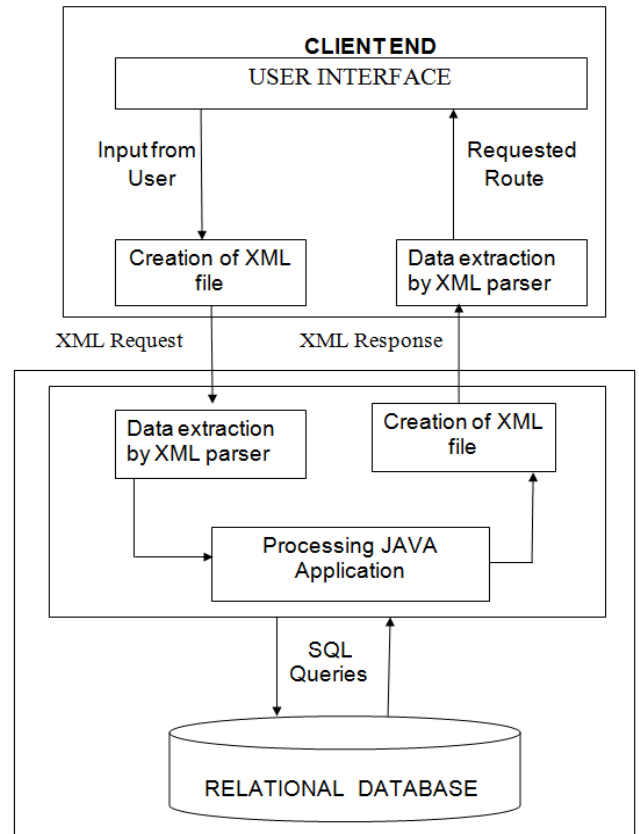 CLIENT END
USER INTERFACE
Input from
User
Requested
Route
Creation of XML
file
Data extraction
by XML parser
XML Request
XML Response
Data extraction
by XML parser
Creation of XML
file
Processing JAVA
Application
SQL
Queries
RELATIONAL DATABASE